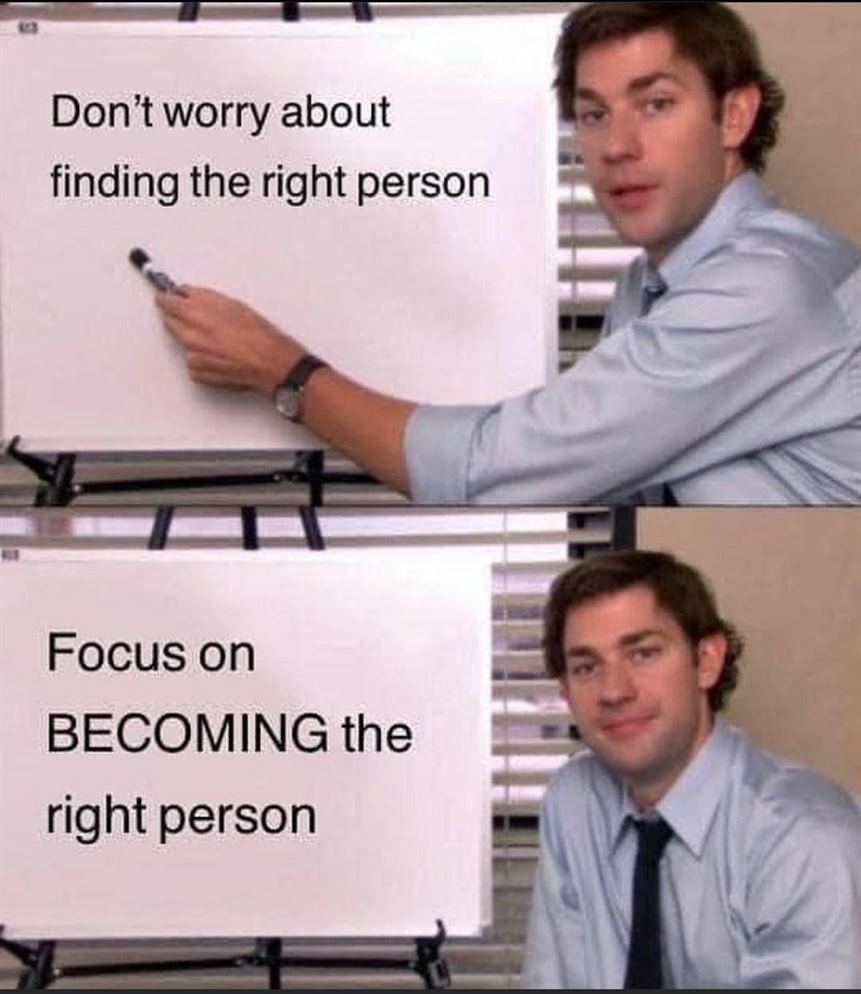 Don't worry about
finding the right person
Focus on
BECOMING the
right person